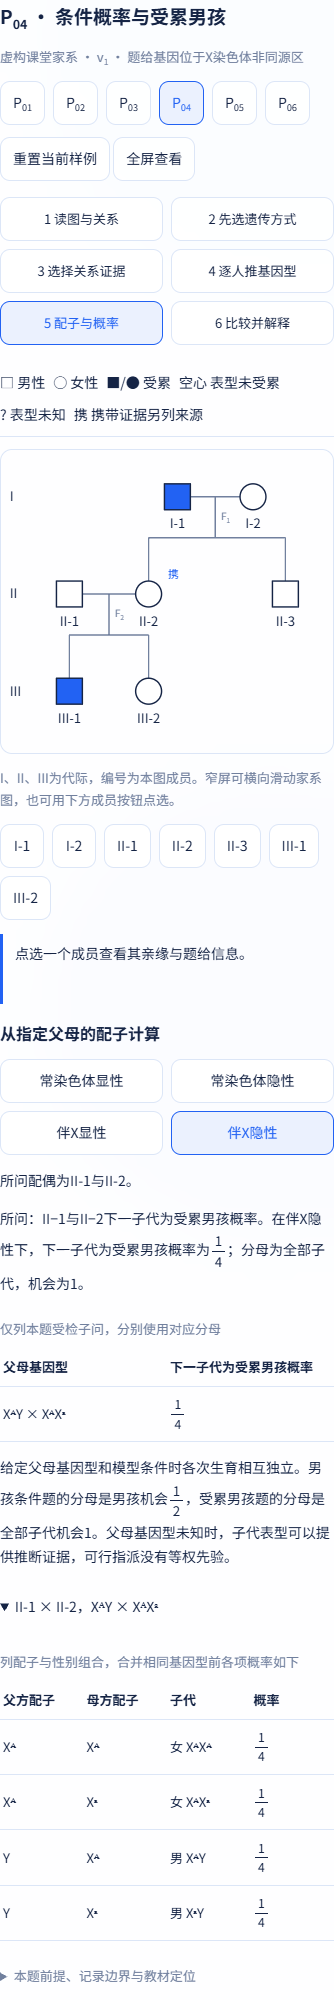 P₀₄ · 条件概率与受累男孩
虚构课堂家系 · v₁ · 题给基因位于X染色体非同源区
P₀₁ P₀₂ P₀₃ P₀₄ P₀₅ P₀₆
重置当前样例 全屏查看
1 读图与关系 2 先选遗传方式
3 选择关系证据 4 逐人推基因型
5 配子与概率 6 比较并解释
□ 男性 ○ 女性 ■/● 受累 空心 表型未受累
? 表型未知 携 携带证据另列来源
I
F₁
I-1 I-2
携
II
F₂
II-1 II-2 II-3
III
III-1 III-2
I、II、III为代际，编号为本图成员。窄屏可横向滑动家系
图，也可用下方成员按钮点选。
I-1 I-2 II-1 II-2 II-3 III-1
III-2
点选一个成员查看其亲缘与题给信息。
从指定父母的配子计算
常染色体显性 常染色体隐性
伴X显性 伴X隐性
所问配偶为II-1与II-2。
所问：II−1与II−2下一子代为受累男孩概率。在伴X隐
性下，下一子代为受累男孩概率为1/4；分母为全部子
代，机会为1。
仅列本题受检子问，分别使用对应分母
父母基因型 下一子代为受累男孩概率
XᴬY × XᴬXᵃ 1/4
给定父母基因型和模型条件时各次生育相互独立。男
孩条件题的分母是男孩机会1/2，受累男孩题的分母是
全部子代机会1。父母基因型未知时，子代表型可以提
供推断证据，可行指派没有等权先验。
▼ II-1 × II-2，XᴬY × XᴬXᵃ
列配子与性别组合，合并相同基因型前各项概率如下
父方配子 母方配子 子代 概率
Xᴬ Xᴬ 女 XᴬXᴬ 1/4
Xᴬ Xᵃ 女 XᴬXᵃ 1/4
Y Xᴬ 男 XᴬY 1/4
Y Xᵃ 男 XᵃY 1/4
▶ 本题前提、记录边界与教材定位